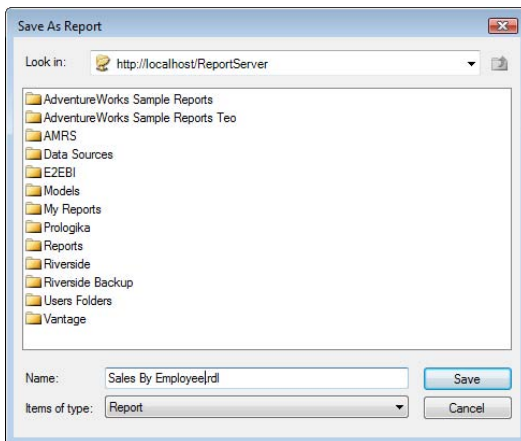 Save As Report
Look in: http://localhost/ReportServer
AdventureWorks Sample Reports
AdventureWorks Sample Reports Teo
AMRS
Data Sources
E2EBI
Models
My Reports
Prologika
Reports
Riverside
Riverside Backup
Users Folders
Vantage
Name: Sales By Employee.rdl Save
Items of type: Report Cancel